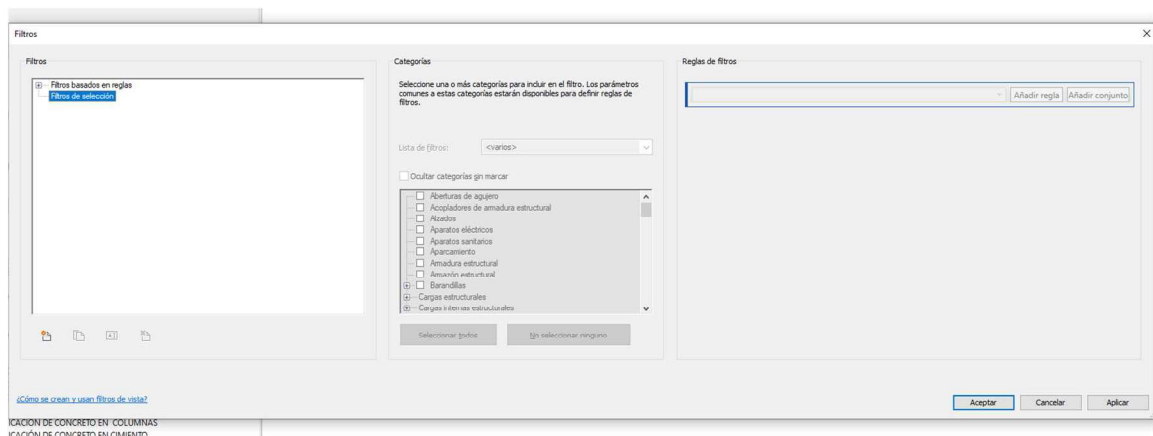 Filtros
Filtros
Filtros basados en reglas
Filtros de selección
Categorías
Seleccione una o más categorías para incluir en el filtro. Los parámetros
comunes a estas categorías estarán disponibles para definir reglas de
filtros.
Lista de filtros:
<varios>
Ocultar categorías sin marcar
Aberturas de agujero
Acopladores de armadura estructural
Alzados
Aparatos eléctricos
Aparatos sanitarios
Aparcamiento
Armadura estructural
Armazón estructural
Barandillas
Cargas estructurales
Cargas internas estructurales
Seleccionar todos
No seleccionar ninguno
Reglas de filtros
Añadir regla
Añadir conjunto
¿Cómo se crean y usan filtros de vista?
Aceptar
Cancelar
Aplicar
ICACIÓN DE CONCRETO EN COLUMNAS
ICACIÓN DE CONCRETO EN CIMIENTO